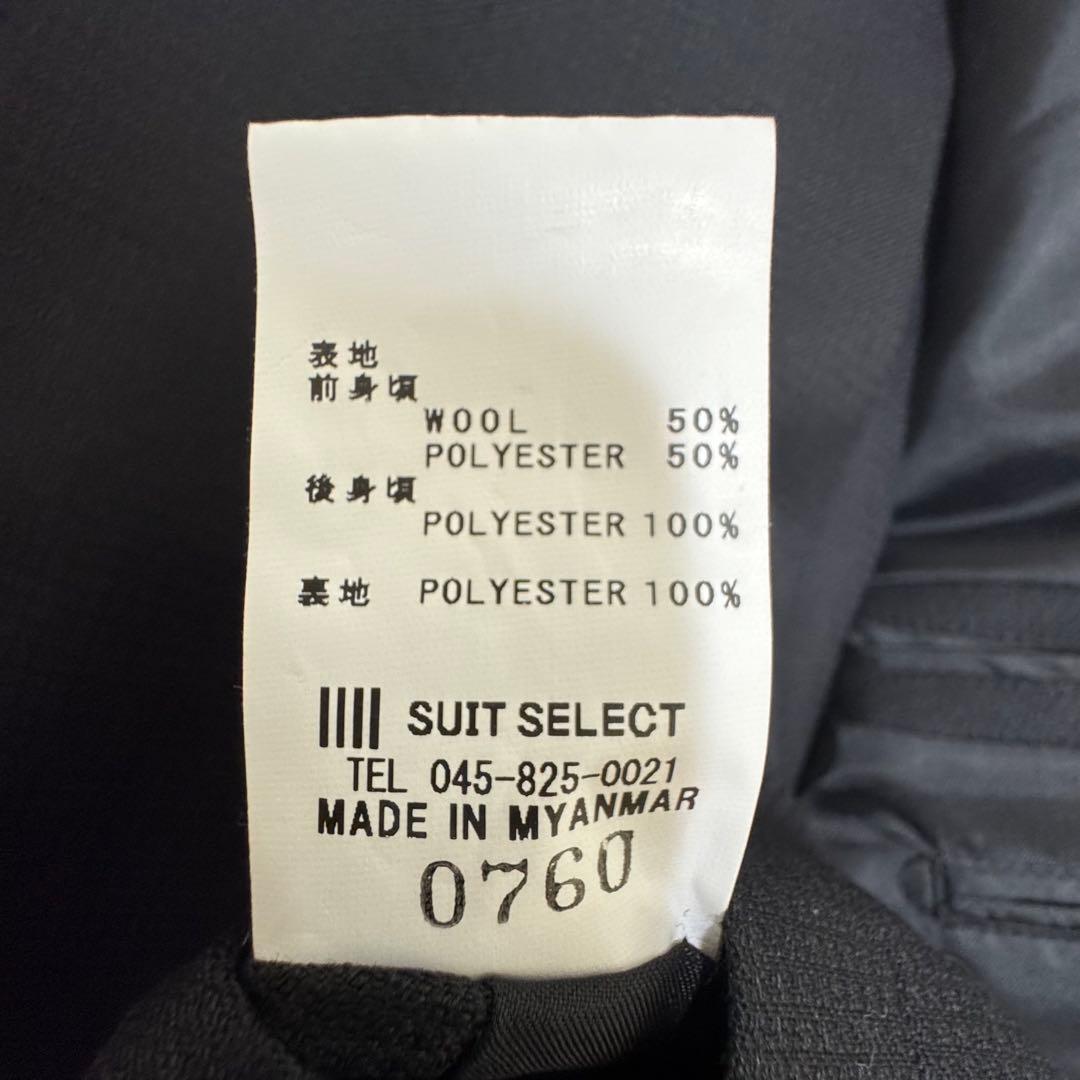 表地
前身頃
WOOL 50%
POLYESTER 50%
後身頃
POLYESTER 100%
裏地 POLYESTER 100%
SUIT SELECT
TEL 045-825-0021
MADE IN MYANMAR
0760